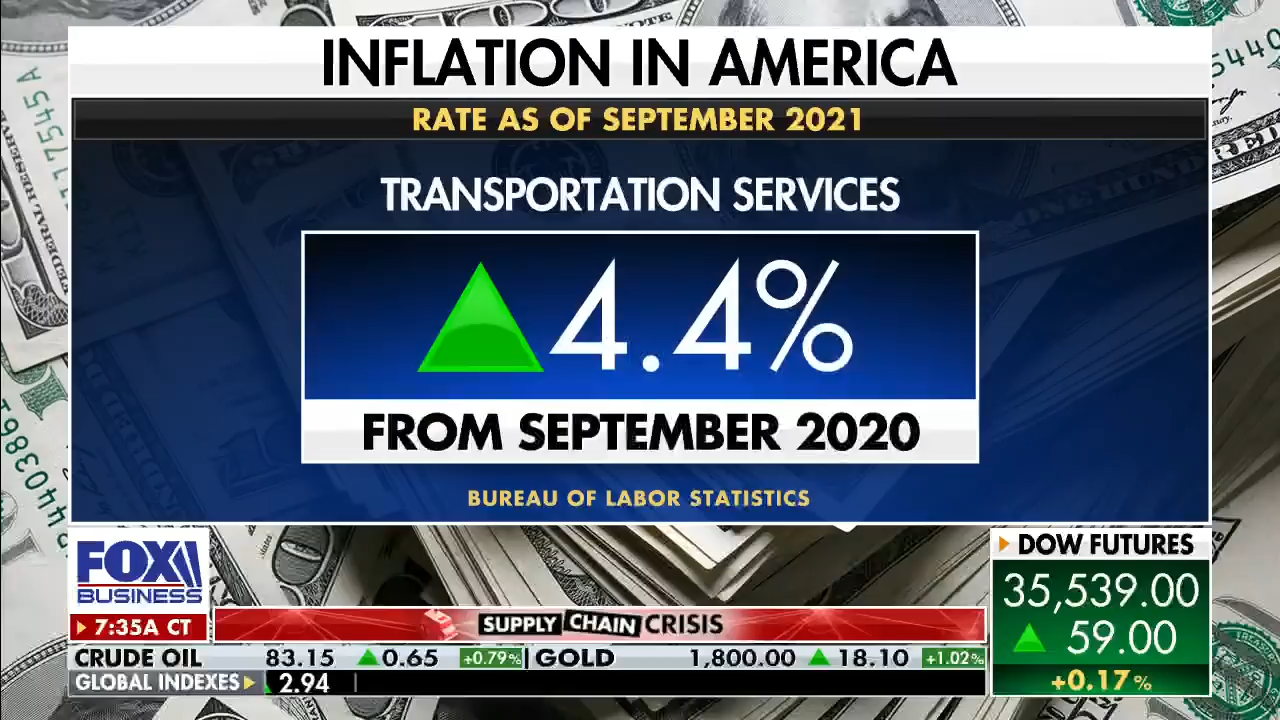 INFLATION IN AMERICA
RATE AS OF SEPTEMBER 2021
TRANSPORTATION SERVICES
▲4.4%
FROM SEPTEMBER 2020
BUREAU OF LABOR STATISTICS
FOX BUSINESS
7:35A CT
SUPPLY CHAIN CRISIS
CRUDE OIL 83.15 ▲0.65 +0.79% GOLD 1,800.00 ▲ 18.10 +1.02%
GLOBAL INDEXES 2.94
DOW FUTURES
35,539.00
▲ 59.00
+0.17%